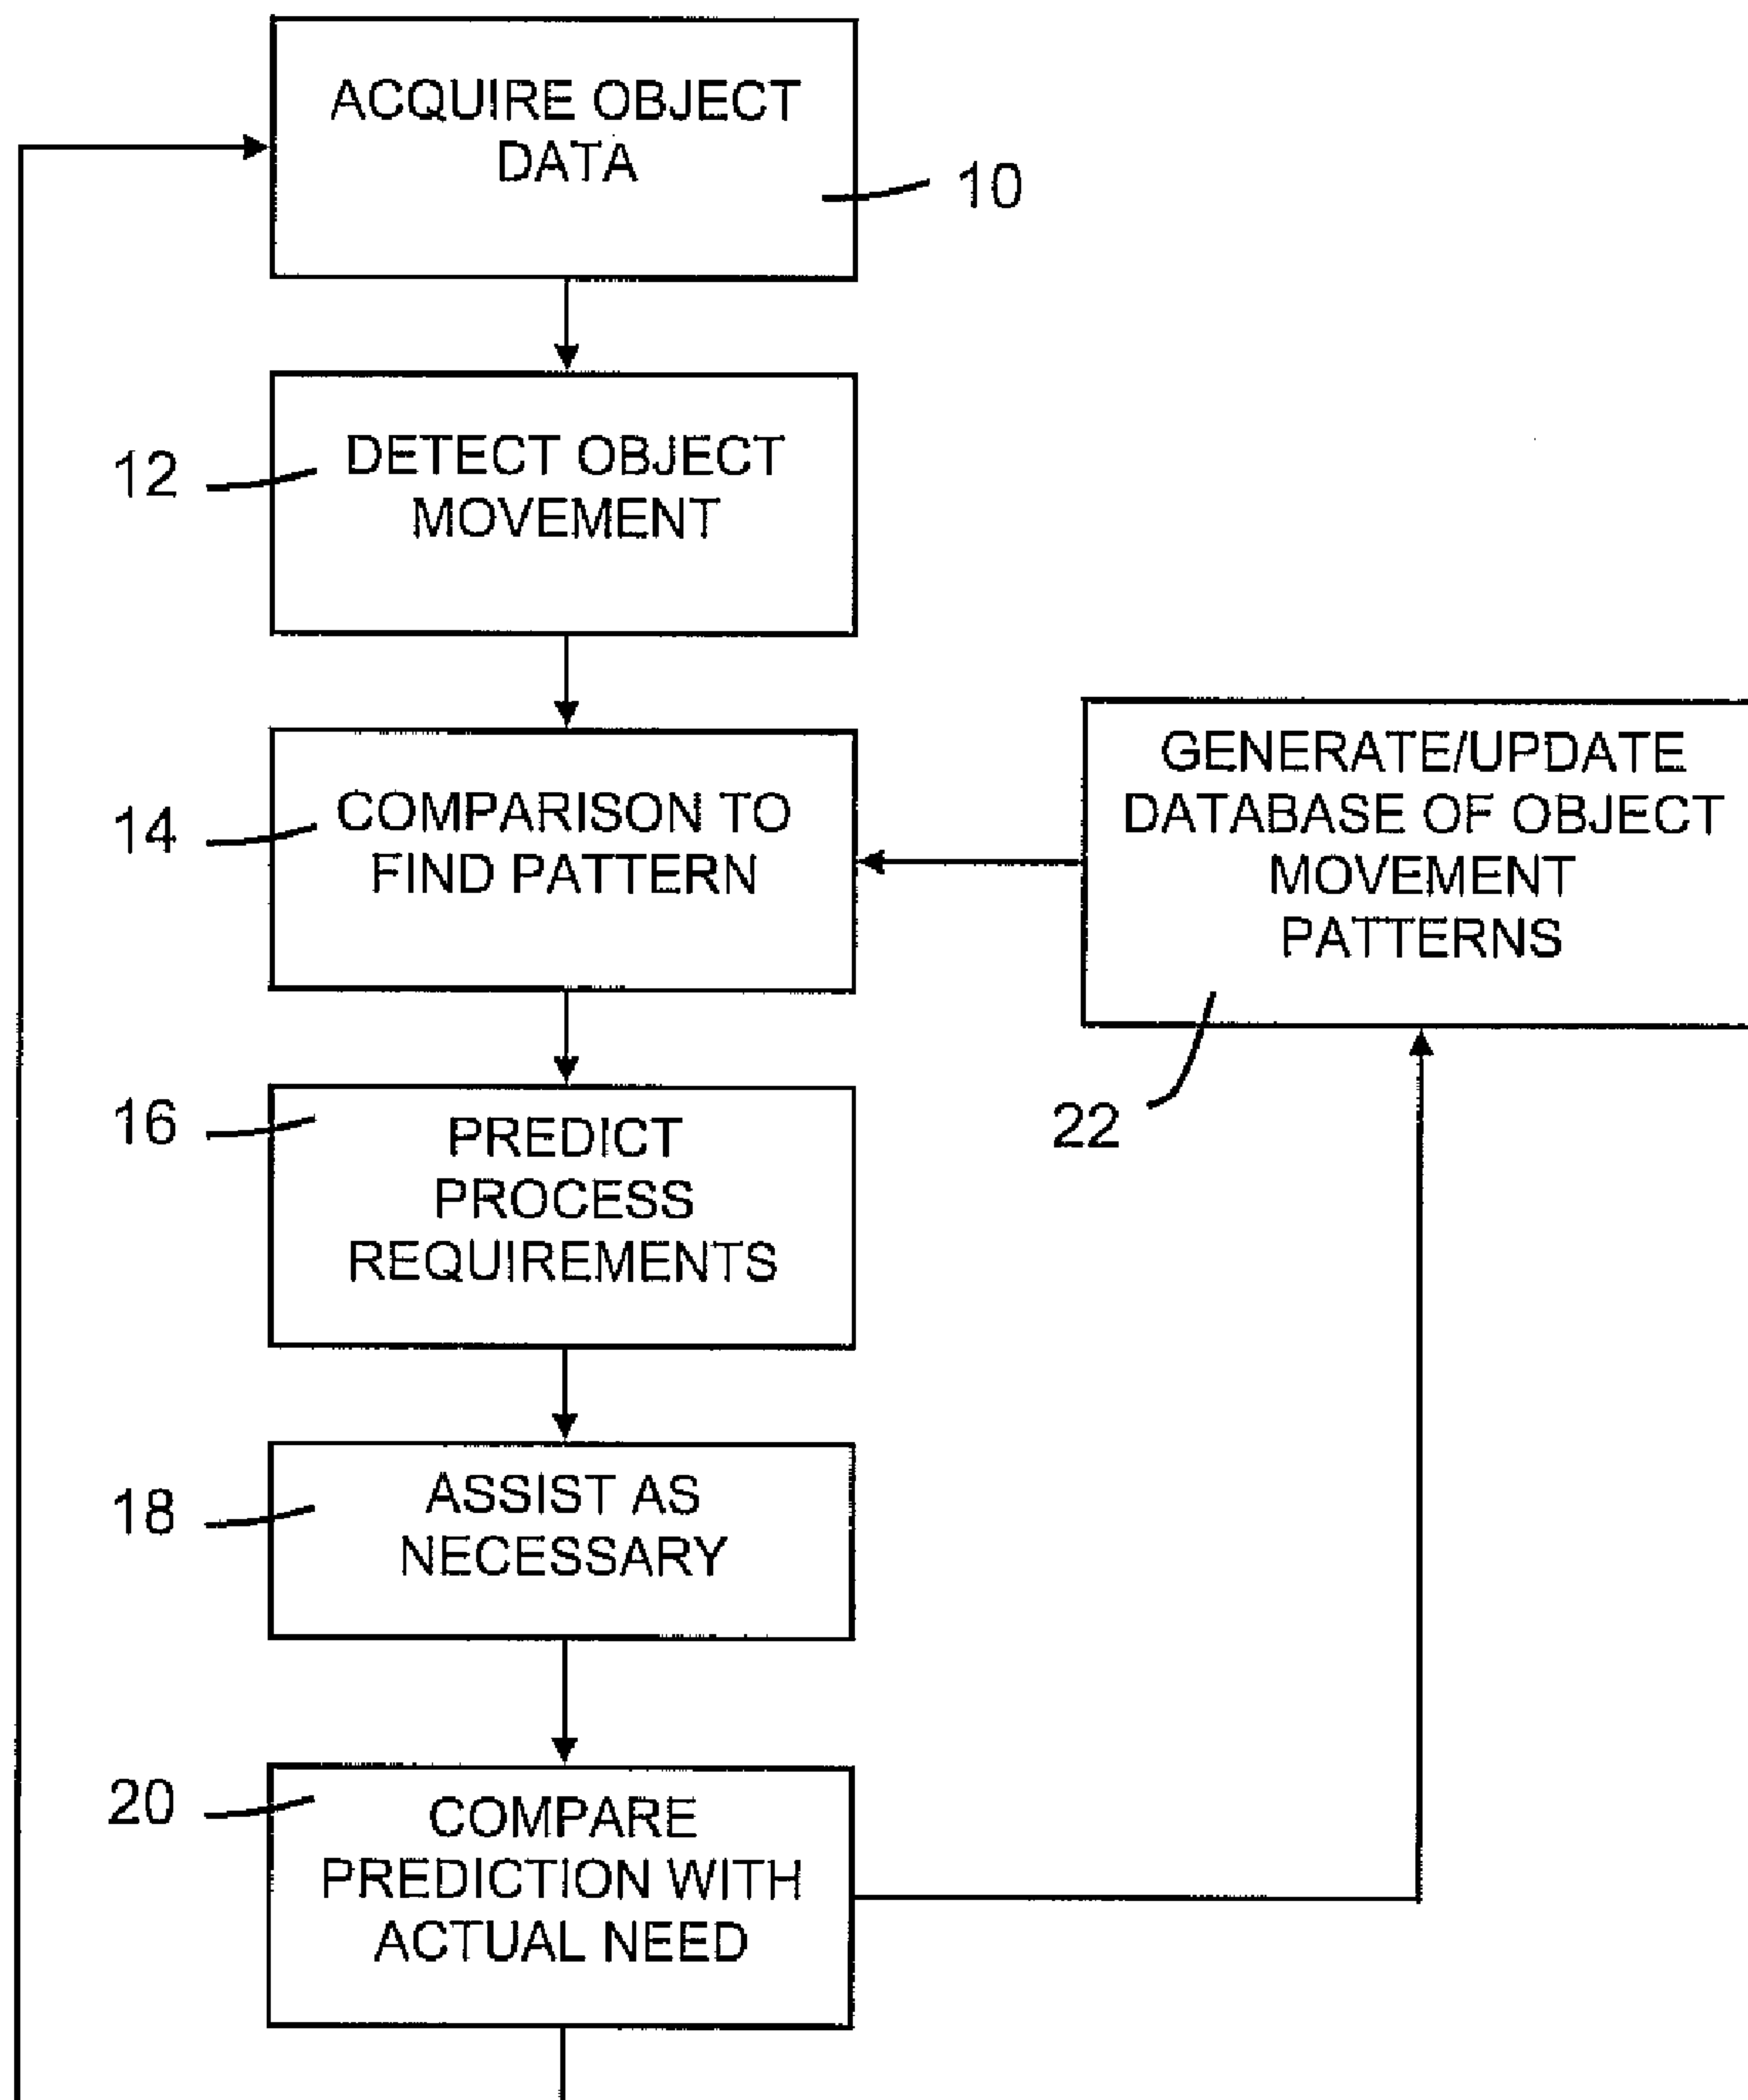 ACQUIRE OBJECT
DATA
10
12
DETECT OBJECT
MOVEMENT
14
COMPARISON TO
FIND PATTERN
GENERATE/UPDATE
DATABASE OF OBJECT
MOVEMENT
PATTERNS
22
16
PREDICT
PROCESS
REQUIREMENTS
18
ASSIST AS
NECESSARY
20
COMPARE
PREDICTION WITH
ACTUAL NEED